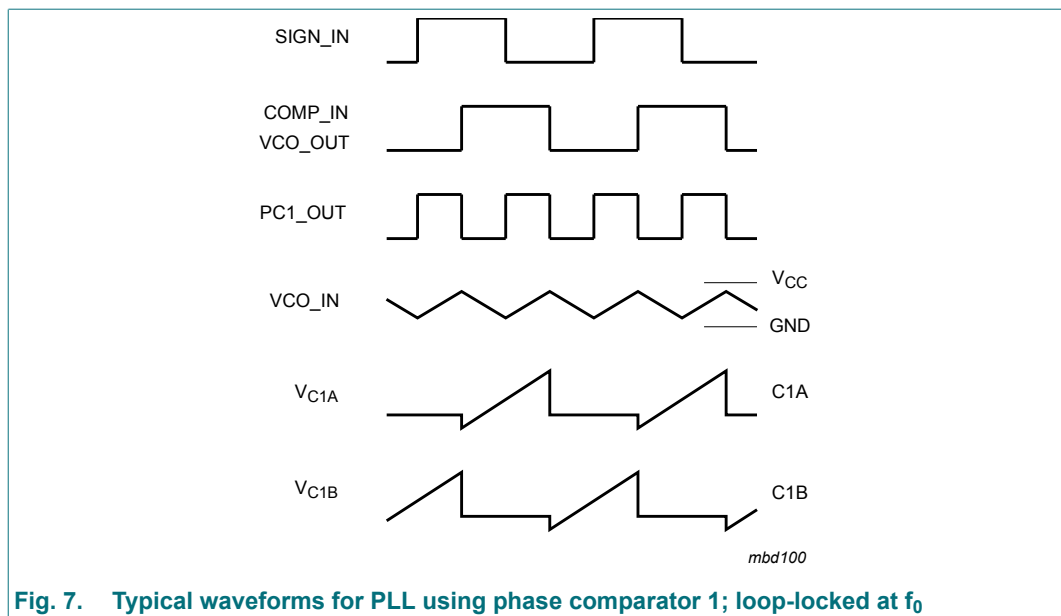 SIGN_IN
COMP_IN
VCO_OUT
PC1_OUT
VCO_IN
VCC
GND
VC1A
C1A
VC1B
C1B
mbd100
Fig. 7. Typical waveforms for PLL using phase comparator 1; loop-locked at f0